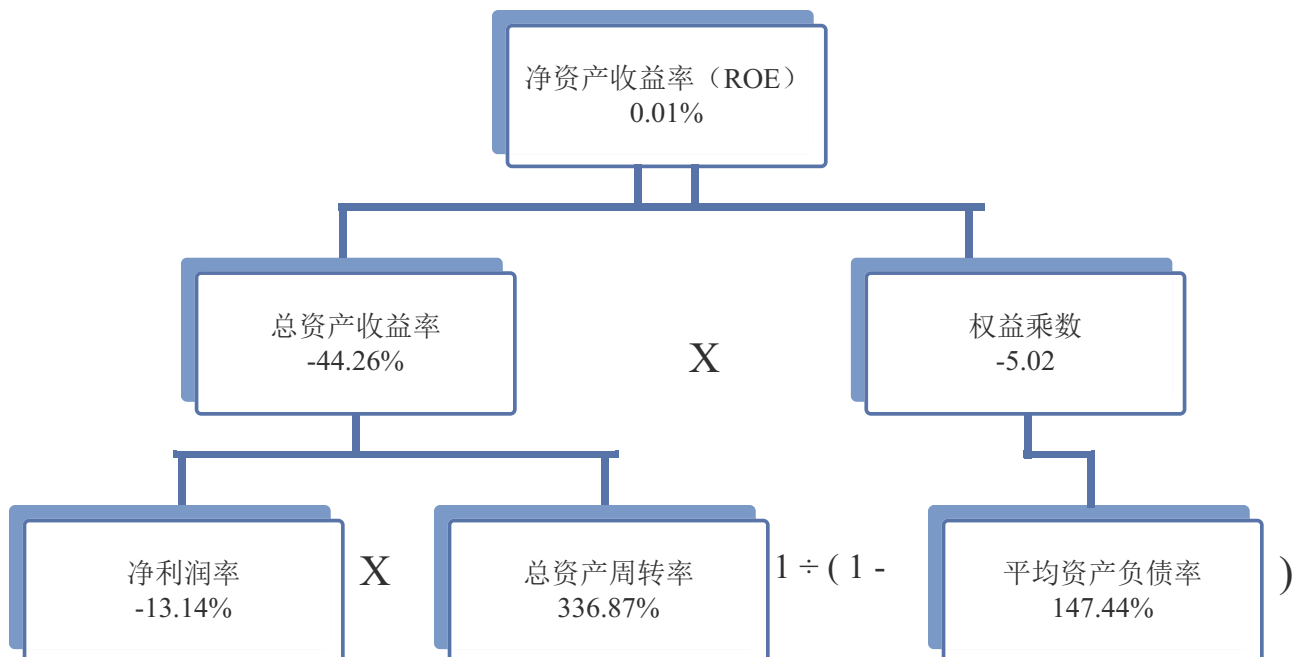 净资产收益率（ROE）
0.01%
总资产收益率
-44.26%
X
权益乘数
-5.02
净利润率
-13.14%
X
总资产周转率
336.87%
1 ÷ ( 1 -
平均资产负债率
147.44%
)